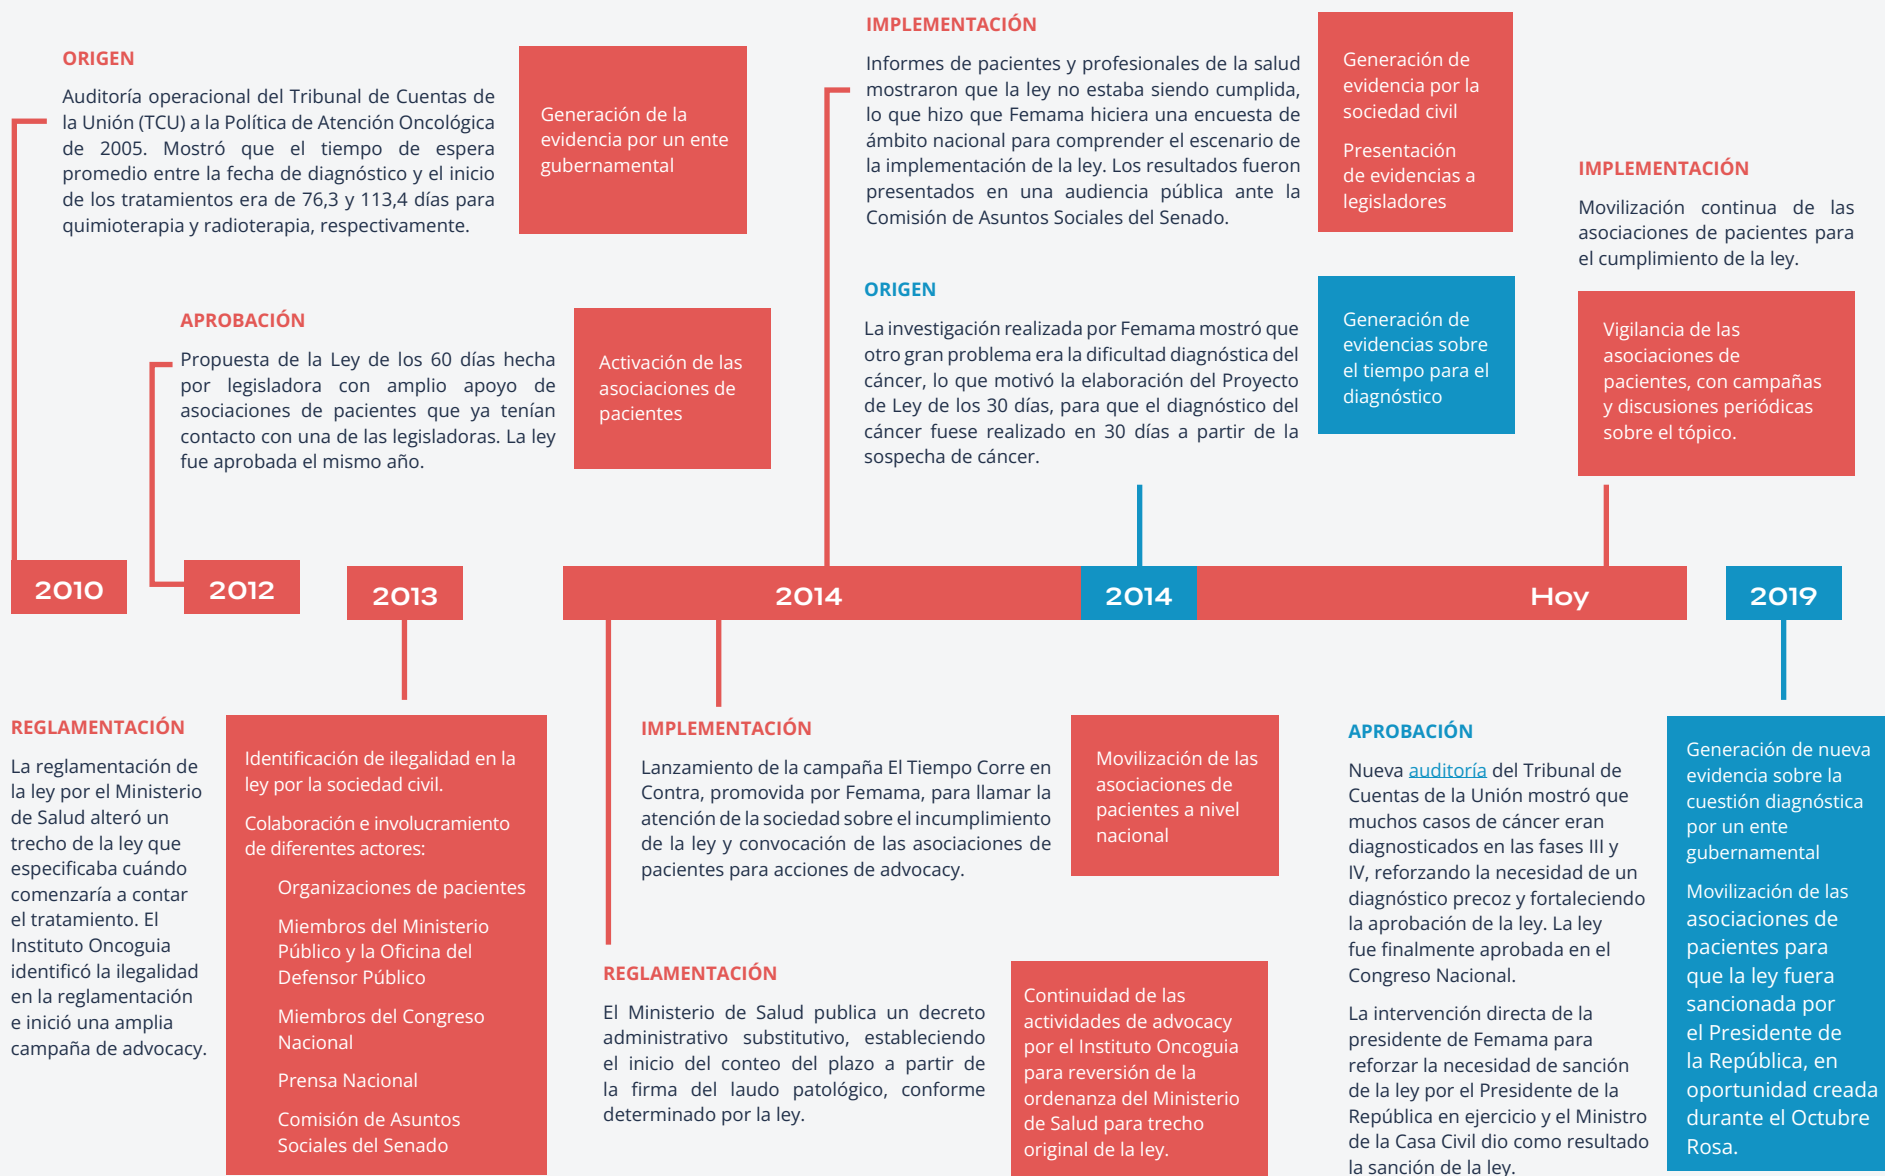 ORIGEN
Auditoría operacional del Tribunal de Cuentas de
la Unión (TCU) a la Política de Atención Oncológica
de 2005. Mostró que el tiempo de espera
promedio entre la fecha de diagnóstico y el inicio
de los tratamientos era de 76,3 y 113,4 días para
quimioterapia y radioterapia, respectivamente.
Generación de la
evidencia por un ente
gubernamental
APROBACIÓN
Propuesta de la Ley de los 60 días hecha
por legisladora con amplio apoyo de
asociaciones de pacientes que ya tenían
contacto con una de las legisladoras. La ley
fue aprobada el mismo año.
Activación de las
asociaciones de
pacientes
IMPLEMENTACIÓN
Informes de pacientes y profesionales de la salud
mostraron que la ley no estaba siendo cumplida,
lo que hizo que Femama hiciera una encuesta de
ámbito nacional para comprender el escenario de
la implementación de la ley. Los resultados fueron
presentados en una audiencia pública ante la
Comisión de Asuntos Sociales del Senado.
Generación de
evidencia por la
sociedad civil
Presentación
de evidencias a
legisladores
ORIGEN
La investigación realizada por Femama mostró que
otro gran problema era la dificultad diagnóstica del
cáncer, lo que motivó la elaboración del Proyecto
de Ley de los 30 días, para que el diagnóstico del
cáncer fuese realizado en 30 días a partir de la
sospecha de cáncer.
Generación de
evidencias sobre
el tiempo para el
diagnóstico
IMPLEMENTACIÓN
Movilización continua de las
asociaciones de pacientes para
el cumplimiento de la ley.
Vigilancia de las
asociaciones de
pacientes, con campañas
y discusiones periódicas
sobre el tópico.
2010
2012
2013
2014
2014
Hoy
2019
REGLAMENTACIÓN
La reglamentación de
la ley por el Ministerio
de Salud alteró un
trecho de la ley que
especificaba cuándo
comenzaría a contar
el tratamiento. El
Instituto Oncoguia
identificó la ilegalidad
en la reglamentación
e inició una amplia
campaña de advocacy.
Identificación de ilegalidad en la
ley por la sociedad civil.
Colaboración e involucramiento
de diferentes actores:
Organizaciones de pacientes
Miembros del Ministerio
Público y la Oficina del
Defensor Público
Miembros del Congreso
Nacional
Prensa Nacional
Comisión de Asuntos
Sociales del Senado
IMPLEMENTACIÓN
Lanzamiento de la campaña El Tiempo Corre en
Contra, promovida por Femama, para llamar la
atención de la sociedad sobre el incumplimiento
de la ley y convocación de las asociaciones de
pacientes para acciones de advocacy.
Movilización de las
asociaciones de
pacientes a nivel
nacional
REGLAMENTACIÓN
El Ministerio de Salud publica un decreto
administrativo substitutivo, estableciendo
el inicio del conteo del plazo a partir de
la firma del laudo patológico, conforme
determinado por la ley.
Continuidad de las
actividades de advocacy
por el Instituto Oncoguia
para reversión de la
ordenanza del Ministerio
de Salud para trecho
original de la ley.
APROBACIÓN
Nueva auditoría del Tribunal de
Cuentas de la Unión mostró que
muchos casos de cáncer eran
diagnosticados en las fases III y
IV, reforzando la necesidad de un
diagnóstico precoz y fortaleciendo
la aprobación de la ley. La ley
fue finalmente aprobada en el
Congreso Nacional.
La intervención directa de la
presidente de Femama para
reforzar la necesidad de sanción
de la ley por el Presidente de la
República en ejercicio y el Ministro
de la Casa Civil dio como resultado
la sanción de la ley.
Generación de nueva
evidencia sobre la
cuestión diagnóstica
por un ente
gubernamental
Movilización de las
asociaciones de
pacientes para
que la ley fuera
sancionada por
el Presidente de
la República, en
oportunidad creada
durante el Octubre
Rosa.